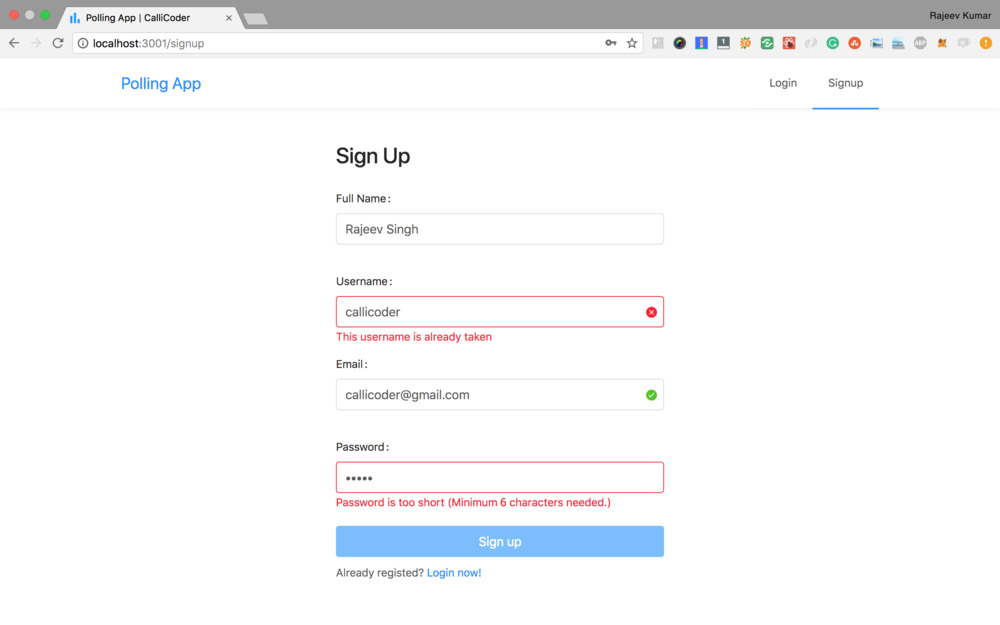 Polling App | CalliCoder
Rajeev Kumar
localhost:3001/signup
Polling App
Login
Signup
Sign Up
Full Name:
Rajeev Singh
Username:
callicoder
This username is already taken
Email:
callicoder@gmail.com
Password:
•••••
Password is too short (Minimum 6 characters needed.)
Sign up
Already registed? Login now!